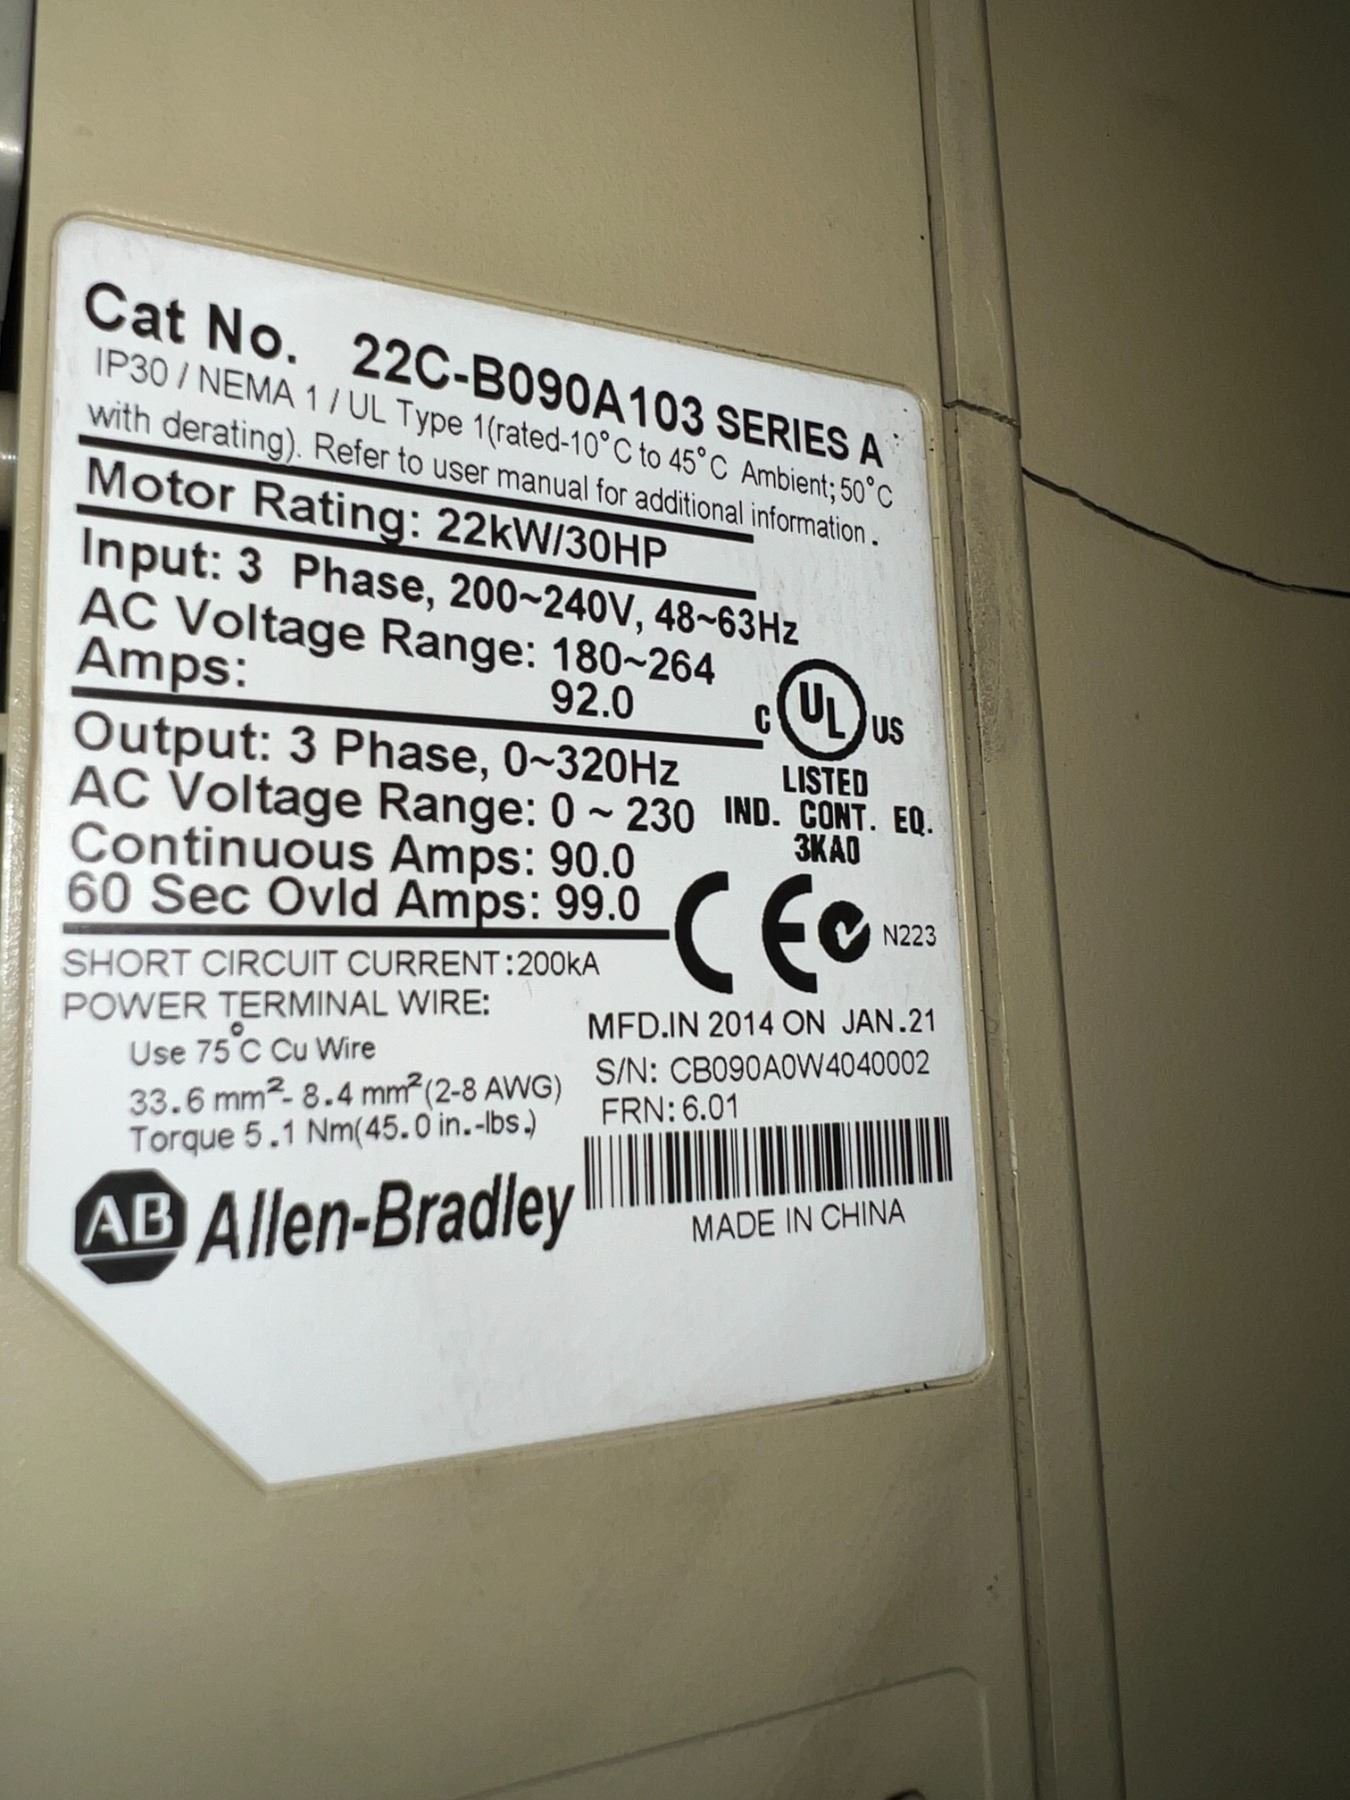 Cat No. 22C-B090A103 SERIES A
IP30 / NEMA 1 / UL Type 1(rated-10°C to 45°C Ambient; 50°C
with derating). Refer to user manual for additional information.
Motor Rating: 22kW/30HP
Input: 3 Phase, 200~240V, 48~63Hz
AC Voltage Range: 180~264
Amps: 92.0
C UL US
LISTED
IND. CONT. EQ.
3KAD
Output: 3 Phase, 0~320Hz
AC Voltage Range: 0 ~ 230
Continuous Amps: 90.0
60 Sec Ovld Amps: 99.0
CE N223
SHORT CIRCUIT CURRENT:200kA
POWER TERMINAL WIRE:
Use 75°C Cu Wire
33.6 mm²- 8.4 mm²(2-8 AWG)
Torque 5.1 Nm(45.0 in.-lbs.)
MFD.IN 2014 ON JAN.21
S/N: CB090A0W4040002
FRN: 6.01
MADE IN CHINA
AB Allen-Bradley